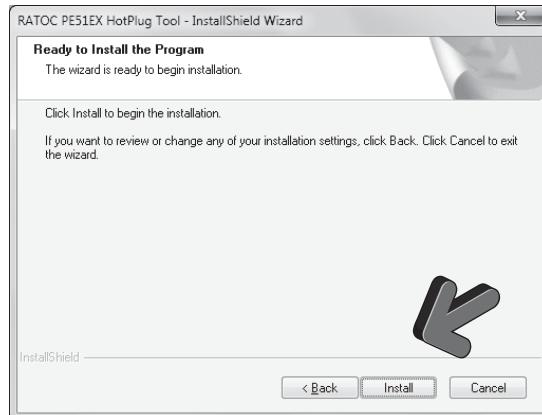 RATOC PE51EX HotPlug Tool - InstallShield Wizard
Ready to Install the Program
The wizard is ready to begin installation.
Click Install to begin the installation.
If you want to review or change any of your installation settings, click Back. Click Cancel to exit
the wizard.
InstallShield
< Back Install Cancel